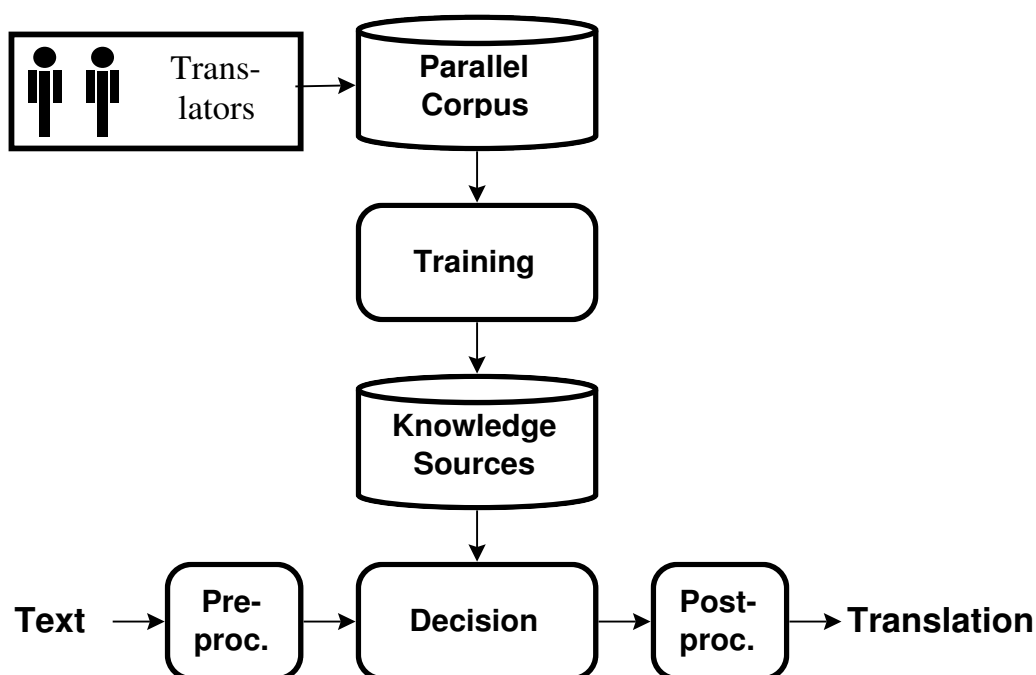 Trans-
lators
Parallel
Corpus
Training
Knowledge
Sources
Text
Pre-
proc.
Decision
Post-
proc.
Translation